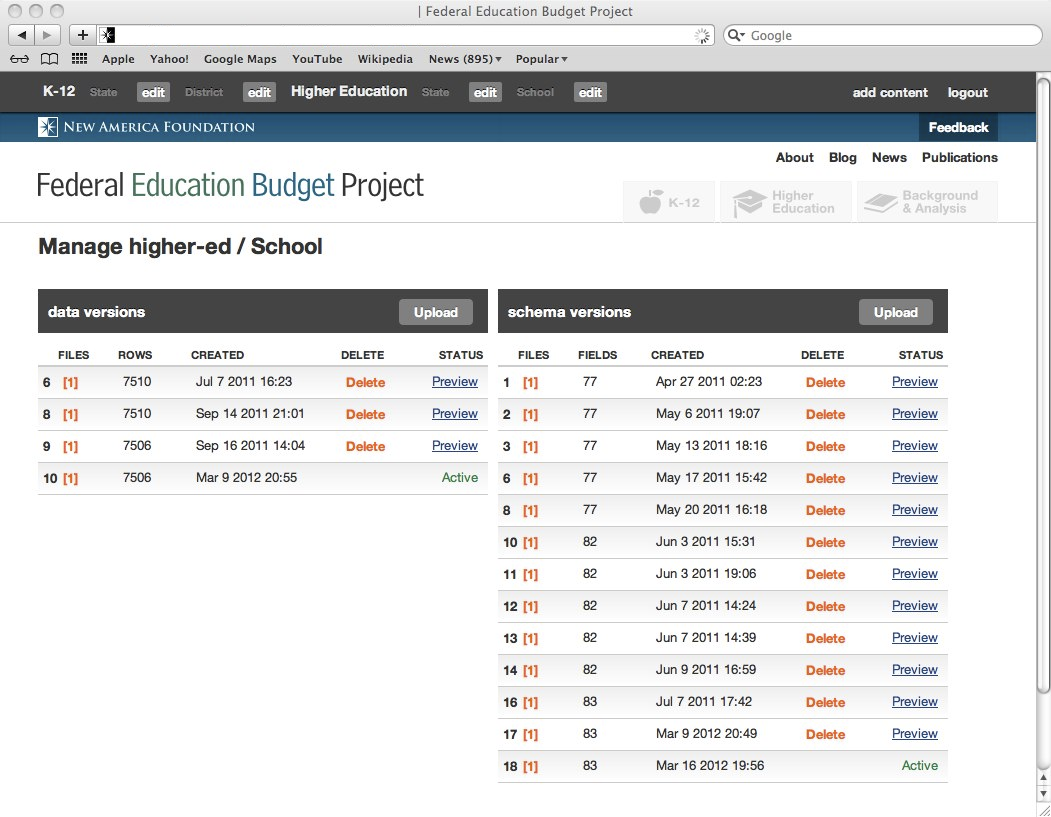 | Federal Education Budget Project
Google
Apple Yahoo! Google Maps YouTube Wikipedia News (895) Popular
K-12 State edit District edit Higher Education State edit School edit add content logout
New America Foundation Feedback
About Blog News Publications
Federal Education Budget Project
K-12 Higher Education Background & Analysis
Manage higher-ed / School
data versions Upload
FILES ROWS CREATED DELETE STATUS
6 [1] 7510 Jul 7 2011 16:23 Delete Preview
8 [1] 7510 Sep 14 2011 21:01 Delete Preview
9 [1] 7506 Sep 16 2011 14:04 Delete Preview
10 [1] 7506 Mar 9 2012 20:55 Active
schema versions Upload
FILES FIELDS CREATED DELETE STATUS
1 [1] 77 Apr 27 2011 02:23 Delete Preview
2 [1] 77 May 6 2011 19:07 Delete Preview
3 [1] 77 May 13 2011 18:16 Delete Preview
6 [1] 77 May 17 2011 15:42 Delete Preview
8 [1] 77 May 20 2011 16:18 Delete Preview
10 [1] 82 Jun 3 2011 15:31 Delete Preview
11 [1] 82 Jun 3 2011 19:06 Delete Preview
12 [1] 82 Jun 7 2011 14:24 Delete Preview
13 [1] 82 Jun 7 2011 14:39 Delete Preview
14 [1] 82 Jun 9 2011 16:59 Delete Preview
16 [1] 83 Jul 7 2011 17:42 Delete Preview
17 [1] 83 Mar 9 2012 20:49 Delete Preview
18 [1] 83 Mar 16 2012 19:56 Active